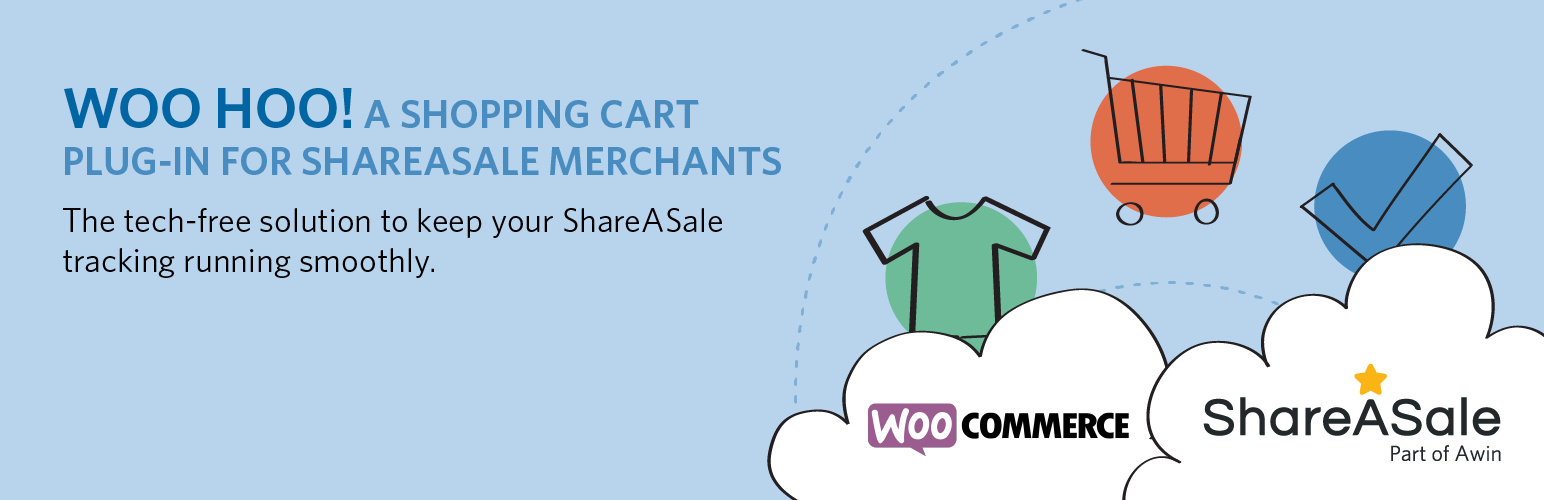 WOO HOO! A SHOPPING CART
PLUG-IN FOR SHAREASALE MERCHANTS
The tech-free solution to keep your ShareASale
tracking running smoothly.
WOO COMMERCE
ShareASale
Part of Awin